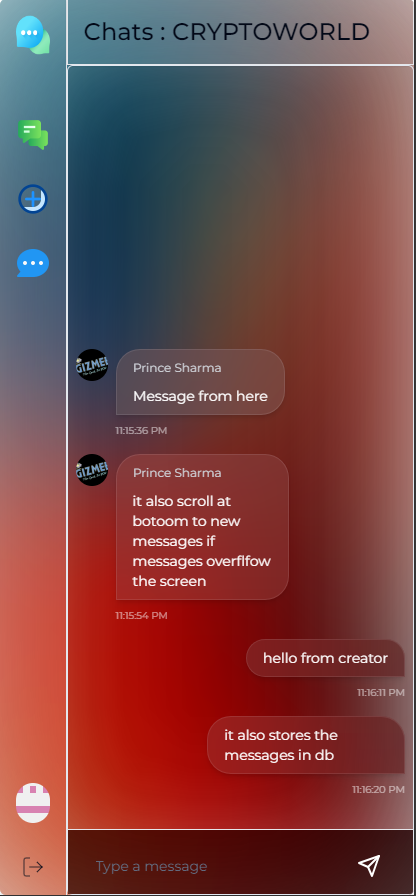 Chats : CRYPTOWORLD
Prince Sharma
Message from here
11:15:36 PM
Prince Sharma
it also scroll at
botoom to new
messages if
messages overflfow
the screen
11:15:54 PM
hello from creator
11:16:11 PM
it also stores the
messages in db
11:16:20 PM
Type a message